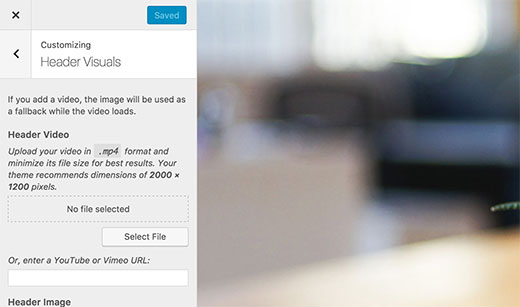 Saved
Customizing
Header Visuals
If you add a video, the image will be used as
a fallback while the video loads.
Header Video
Upload your video in .mp4 format and
minimize its file size for best results. Your
theme recommends dimensions of 2000 ×
1200 pixels.
No file selected
Select File
Or, enter a YouTube or Vimeo URL:
Header Image